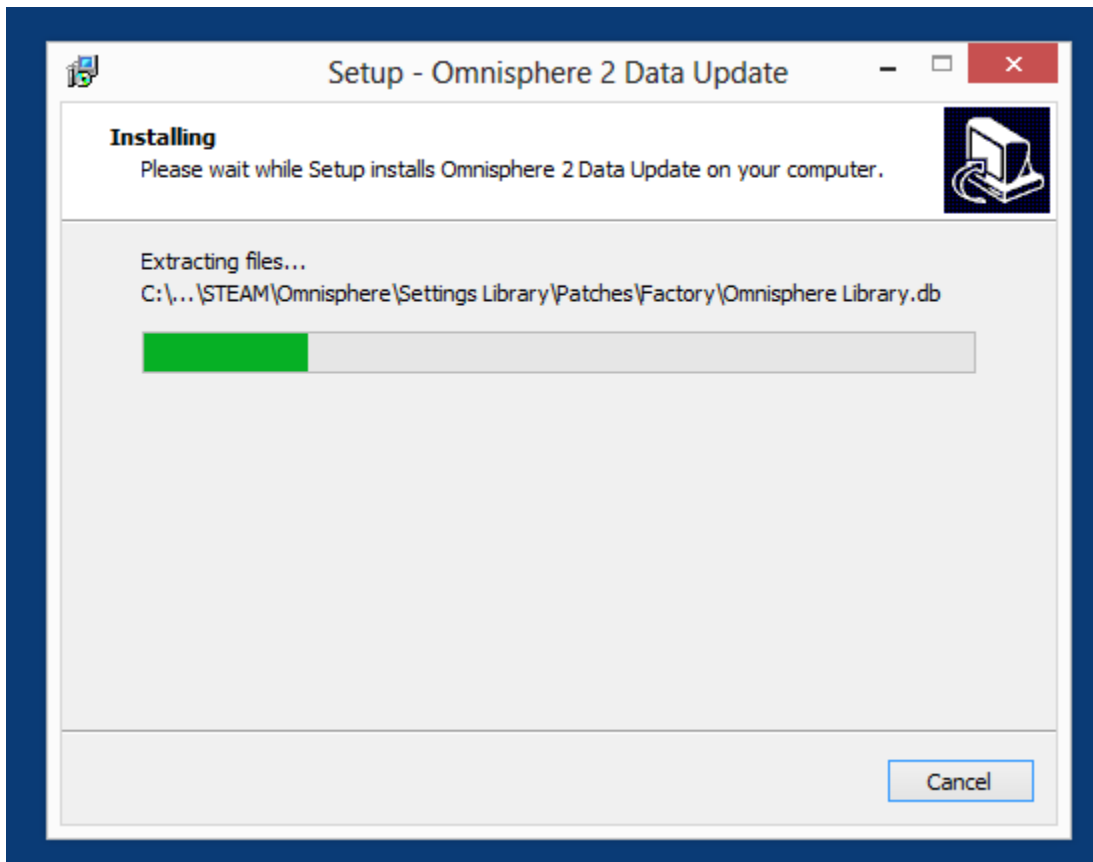 Setup - Omnisphere 2 Data Update
Installing
Please wait while Setup installs Omnisphere 2 Data Update on your computer.
Extracting files...
C:\...\STEAM\Omnisphere\Settings Library\Patches\Factory\Omnisphere Library.db
Cancel